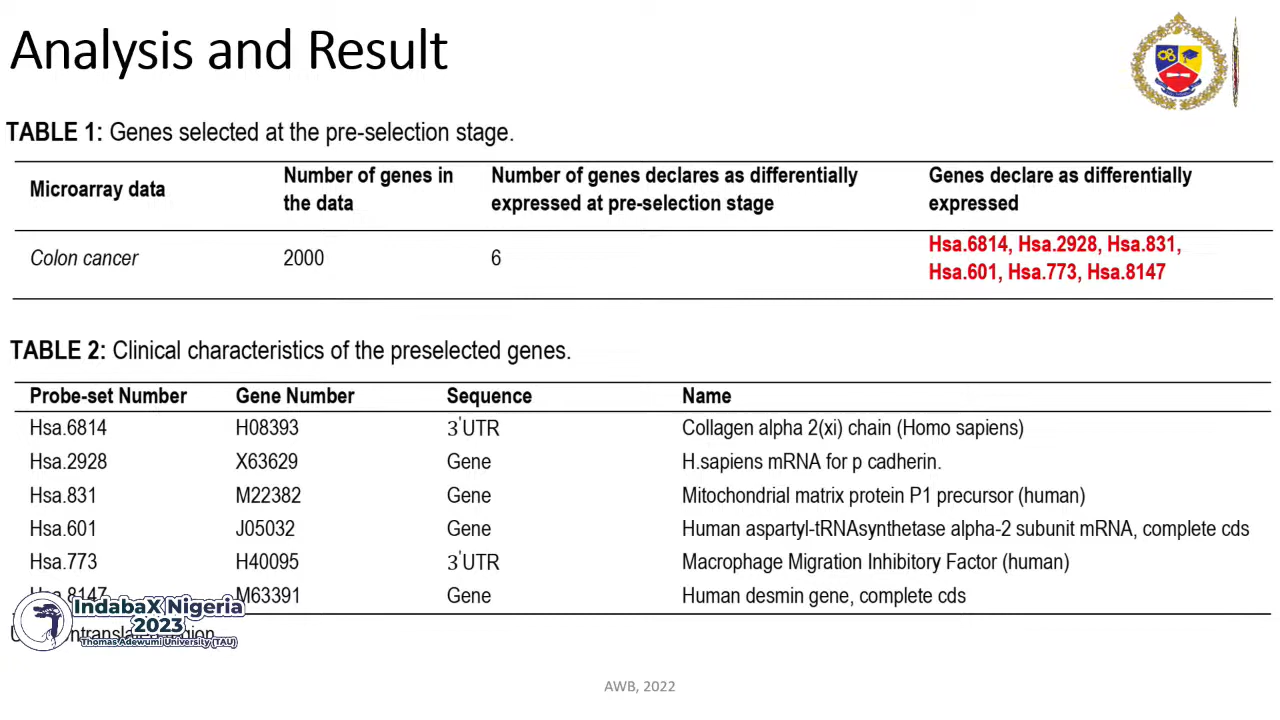 Analysis and Result
TABLE 1: Genes selected at the pre-selection stage.
Microarray data
Number of genes in
the data
Number of genes declares as differentially
expressed at pre-selection stage
Genes declare as differentially
expressed
Colon cancer
2000
6
Hsa.6814, Hsa.2928, Hsa.831,
Hsa.601, Hsa.773, Hsa.8147
TABLE 2: Clinical characteristics of the preselected genes.
Probe-set Number Gene Number Sequence Name
Hsa.6814 H08393 3'UTR Collagen alpha 2(xi) chain (Homo sapiens)
Hsa.2928 X63629 Gene H.sapiens mRNA for p cadherin.
Hsa.831 M22382 Gene Mitochondrial matrix protein P1 precursor (human)
Hsa.601 J05032 Gene Human aspartyl-tRNAsynthetase alpha-2 subunit mRNA, complete cds
Hsa.773 H40095 3'UTR Macrophage Migration Inhibitory Factor (human)
Hsa.8147 M63391 Gene Human desmin gene, complete cds
IndabaX Nigeria
2023
Thomas Adewumi University (TAU)
AWB, 2022